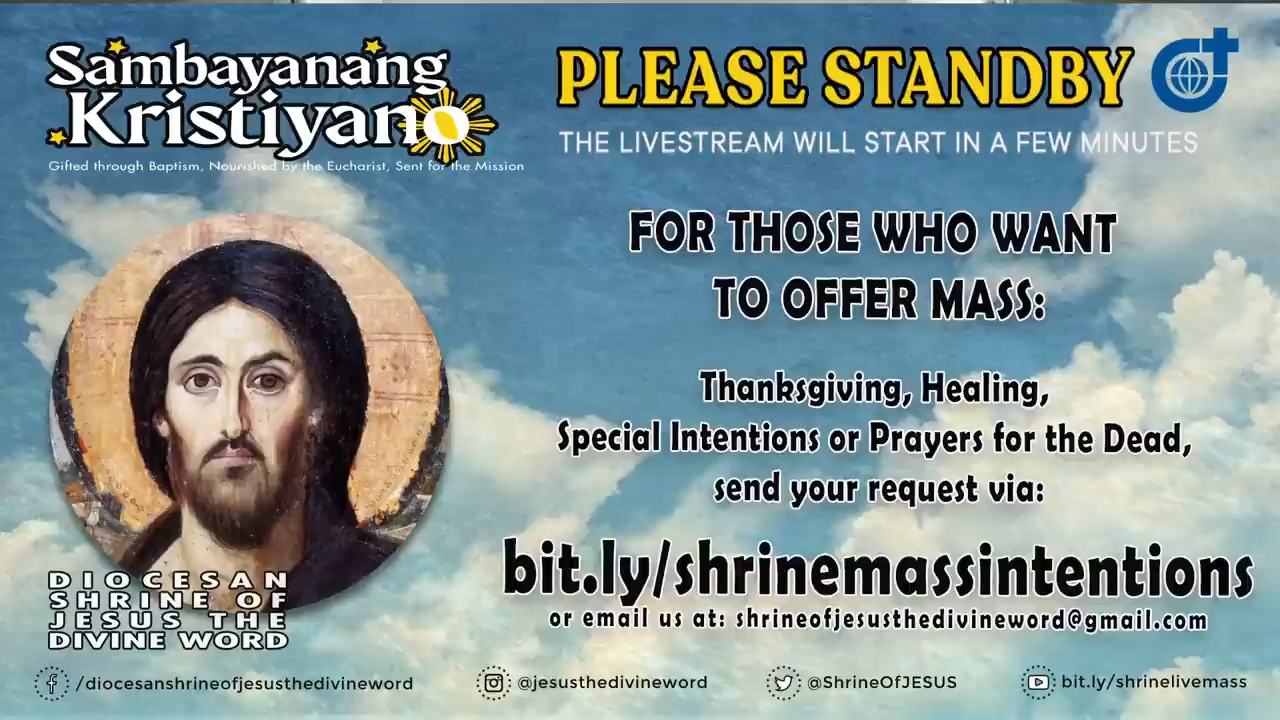 Sambayanang
Kristiyano
Gifted through Baptism, Nourished by the Eucharist, Sent for the Mission
PLEASE STANDBY
THE LIVESTREAM WILL START IN A FEW MINUTES
FOR THOSE WHO WANT
TO OFFER MASS:
Thanksgiving, Healing,
Special Intentions or Prayers for the Dead,
send your request via:
bit.ly/shrinemassintentions
or email us at: shrineofjesusthedivineword@gmail.com
DIOCESAN
SHRINE OF
JESUS THE
DIVINE WORD
/diocesanshrineofjesusthedivineword
@jesusthedivineword
@ShrineOfJESUS
bit.ly/shrinelivemass